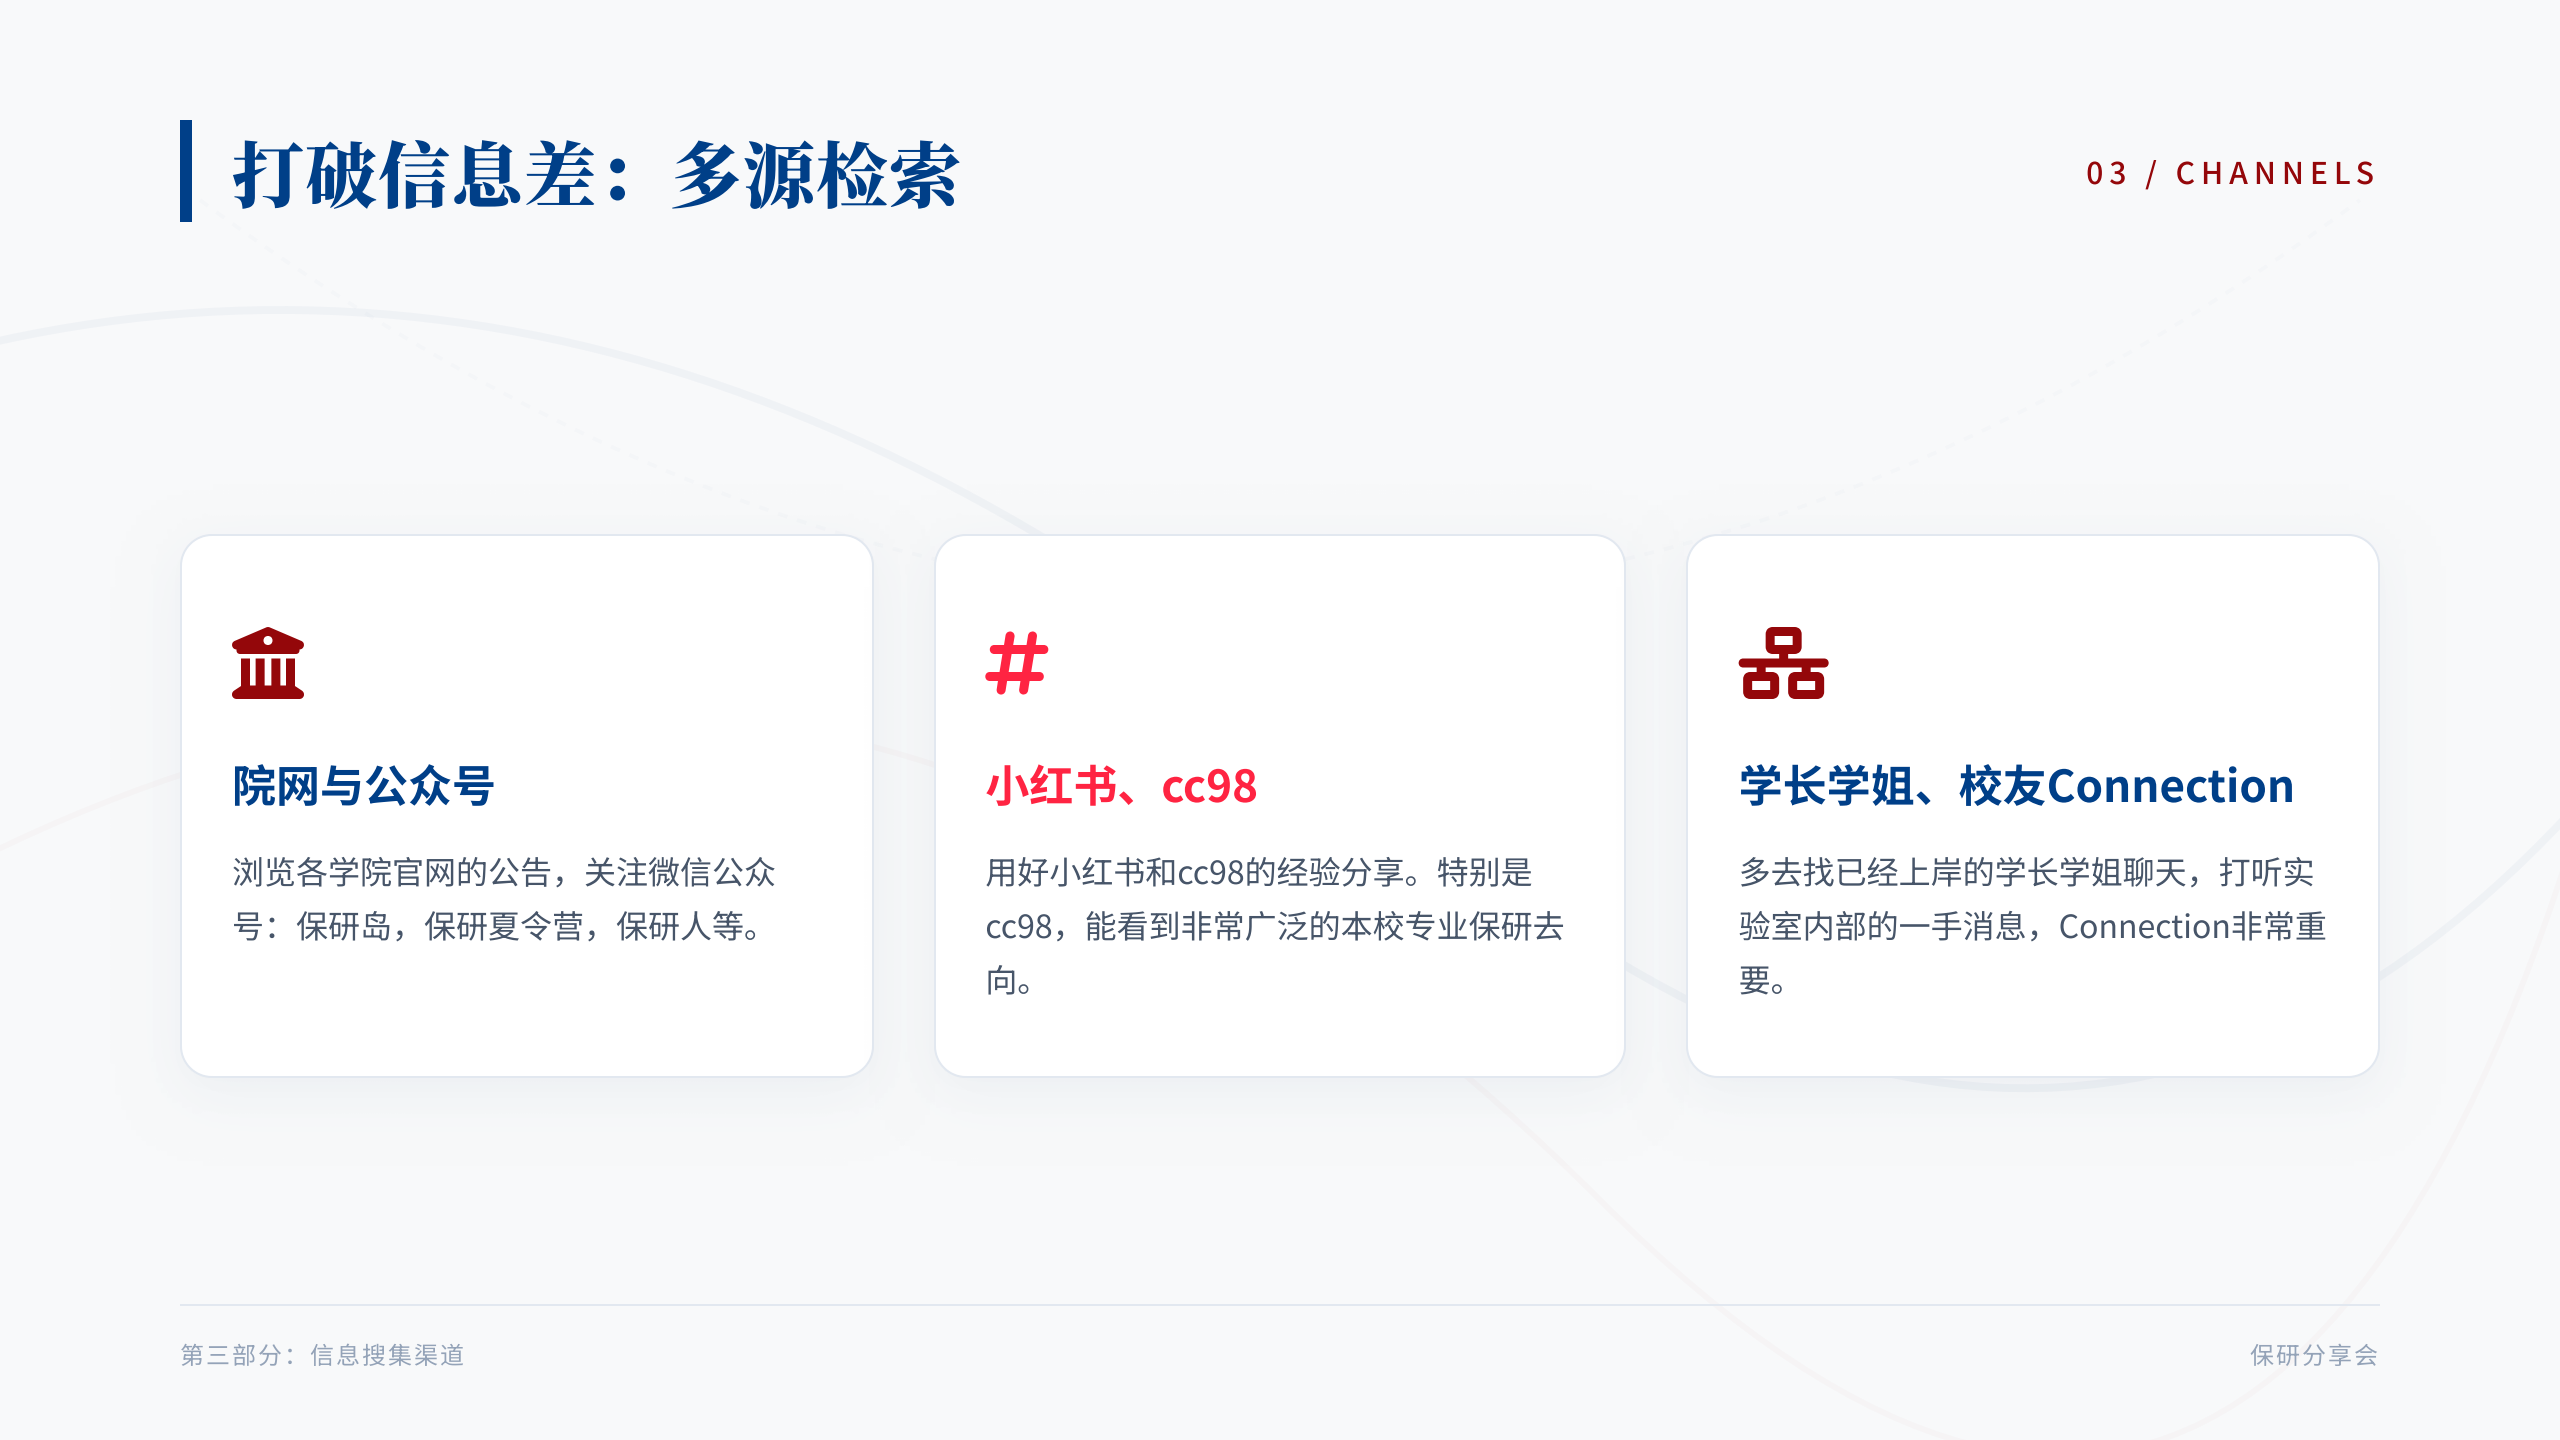 打破信息差：多源检索
03 / CHANNELS
院网与公众号
浏览各学院官网的公告，关注微信公众
号：保研岛，保研夏令营，保研人等。
小红书、cc98
用好小红书和cc98的经验分享。特别是
cc98，能看到非常广泛的本校专业保研去
向。
学长学姐、校友Connection
多去找已经上岸的学长学姐聊天，打听实
验室内部的一手消息，Connection非常重
要。
第三部分：信息搜集渠道
保研分享会